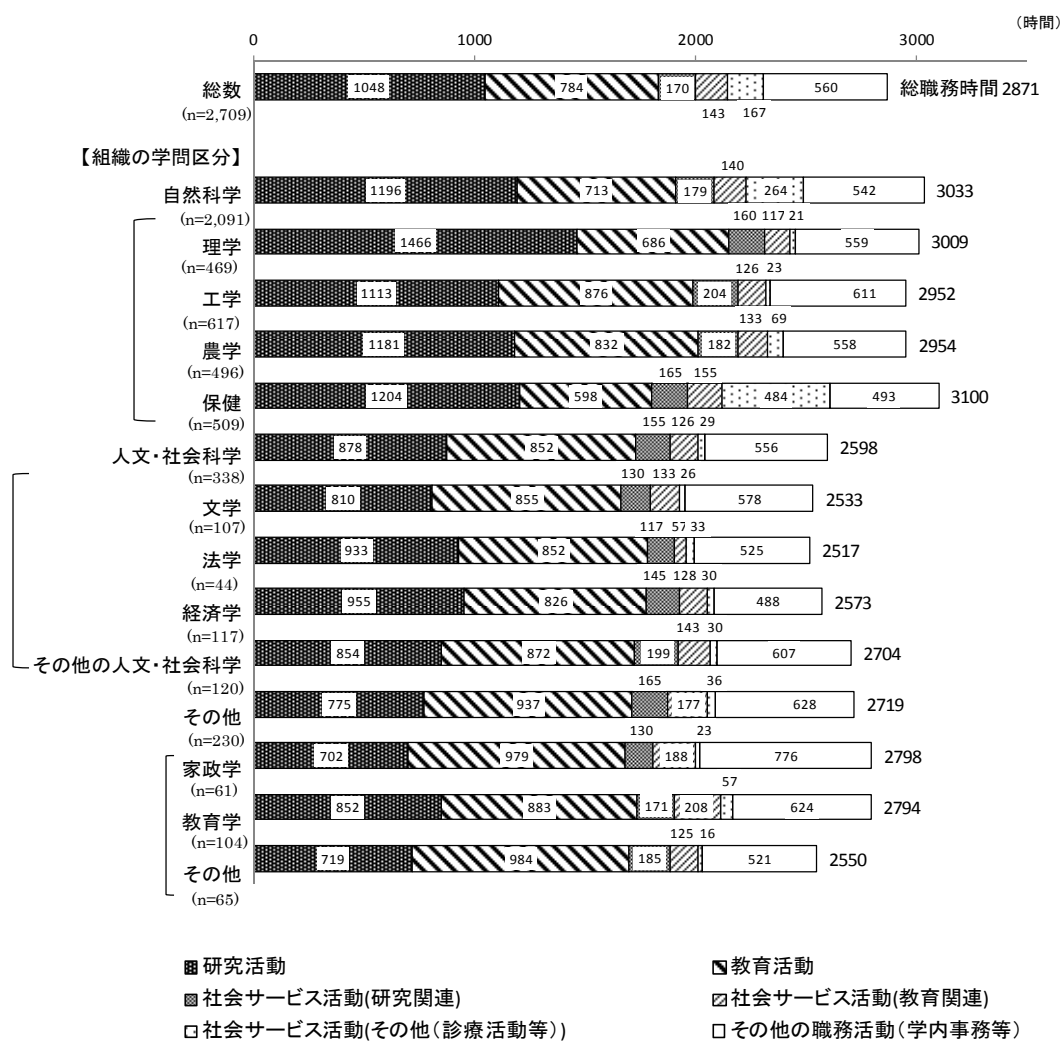 （時間）
0 1000 2000 3000
総数 1048 784 170 560 総職務時間 2871
(n=2,709) 143 167
【組織の学問区分】 140
自然科学 1196 713 179 264 542 3033
(n=2,091) 160 117 21
理学 1466 686 559 3009
(n=469) 126 23
工学 1113 876 204 611 2952
(n=617) 133 69
農学 1181 832 182 558 2954
(n=496) 165 155
保健 1204 598 484 493 3100
(n=509) 155 126 29
人文・社会科学 878 852 556 2598
(n=338) 130 133 26
文学 810 855 578 2533
(n=107) 117 57 33
法学 933 852 525 2517
(n=44) 145 128 30
経済学 955 826 488 2573
(n=117) 143 30
その他の人文・社会科学 854 872 199 607 2704
(n=120) 165 36
その他 775 937 177 628 2719
(n=230) 130 23
家政学 702 979 188 776 2798
(n=61) 57
教育学 852 883 171 208 624 2794
(n=104) 125 16
その他 719 984 185 521 2550
(n=65)
研究活動 教育活動
社会サービス活動(研究関連) 社会サービス活動(教育関連)
社会サービス活動(その他（診療活動等）) その他の職務活動（学内事務等）